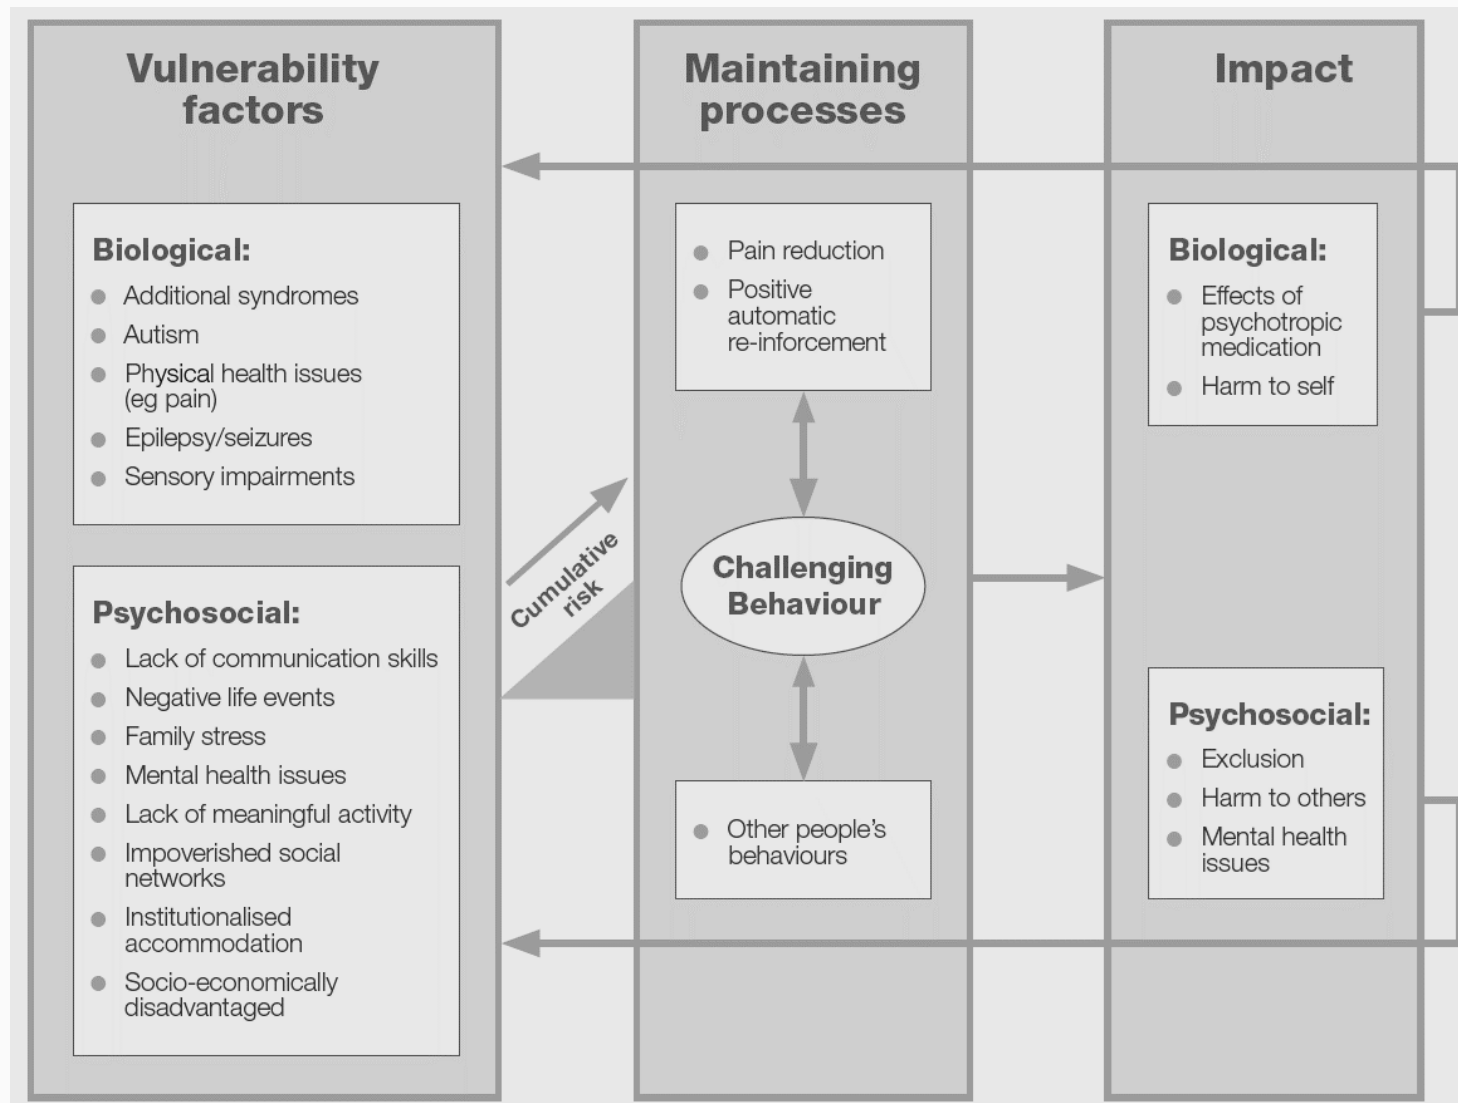 Vulnerability
factors
Biological:
Additional syndromes
Autism
Physical health issues
(eg pain)
Epilepsy/seizures
Sensory impairments
Psychosocial:
Lack of communication skills
Negative life events
Family stress
Mental health issues
Lack of meaningful activity
Impoverished social
networks
Institutionalised
accommodation
Socio-economically
disadvantaged
Cumulative
risk
Maintaining
processes
Pain reduction
Positive
automatic
re-inforcement
Challenging
Behaviour
Other people's
behaviours
Impact
Biological:
Effects of
psychotropic
medication
Harm to self
Psychosocial:
Exclusion
Harm to others
Mental health
issues